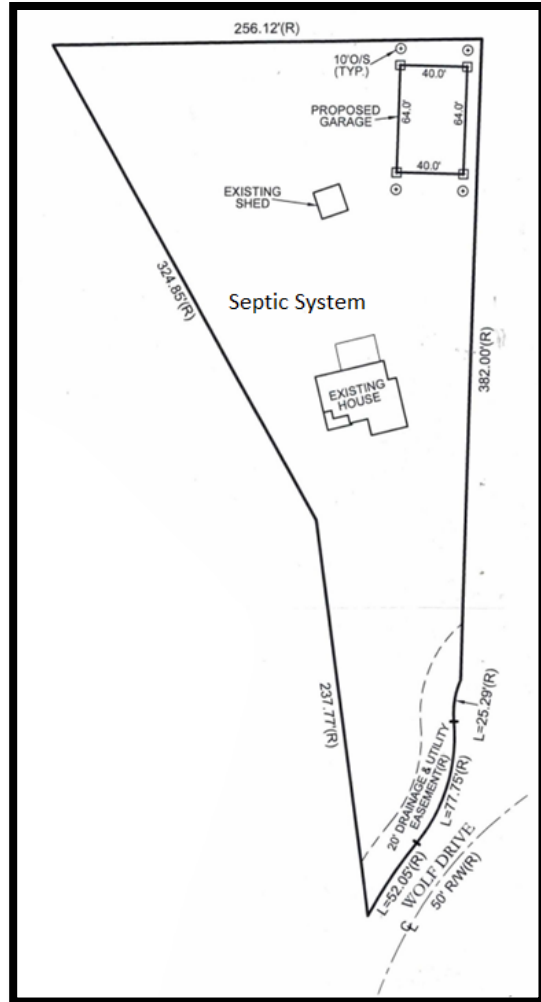 256.12'(R)
10'O/S
(TYP.)
40.0'
PROPOSED
GARAGE
64.0'
64.0'
40.0'
EXISTING
SHED
324.85'(R)
Septic System
382.00'(R)
EXISTING
HOUSE
237.77'(R)
L=25.29'(R)
20' DRAINAGE & UTILITY
EASEMENT(R)
L=77.75'(R)
L=52.05'(R)
WOLF DRIVE
50' R/W(R)
℄